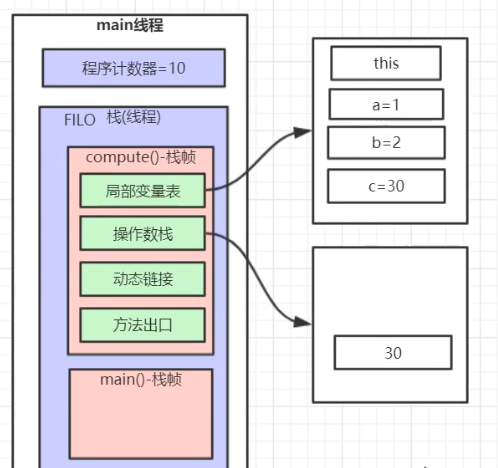 main线程
程序计数器=10
FILO 栈(线程)
compute()-栈帧
局部变量表
操作数栈
动态链接
方法出口
main()-栈帧
this
a=1
b=2
c=30
30